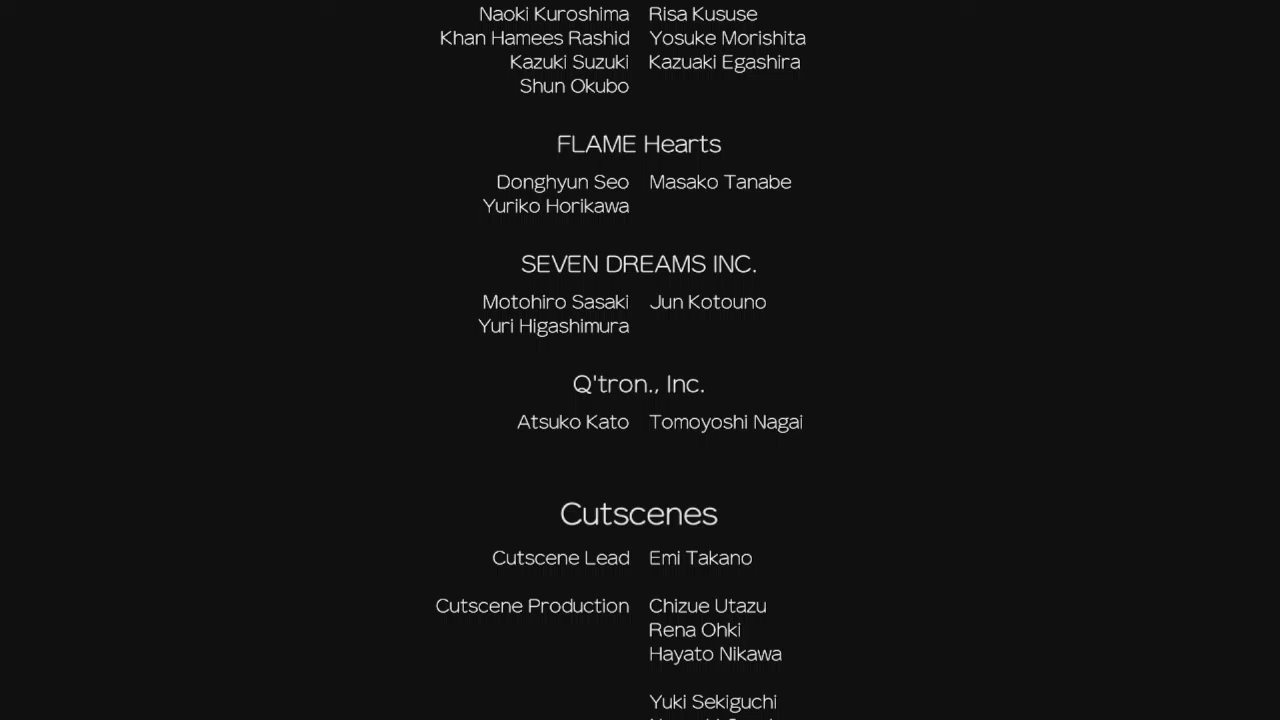 Naoki Kuroshima Risa Kususe
Khan Hamees Rashid Yosuke Morishita
Kazuki Suzuki Kazuaki Egashira
Shun Okubo
FLAME Hearts
Donghyun Seo Masako Tanabe
Yuriko Horikawa
SEVEN DREAMS INC.
Motohiro Sasaki Jun Kotouno
Yuri Higashimura
Q'tron., Inc.
Atsuko Kato Tomoyoshi Nagai
Cutscenes
Cutscene Lead Emi Takano
Cutscene Production Chizue Utazu
Rena Ohki
Hayato Nikawa
Yuki Sekiguchi